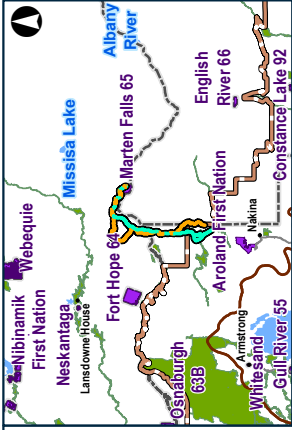 Albany
River
Missisa Lake
Marten Falls 65
English
River 66
Constance Lake 92
Webequie
Nibinamik
First Nation
Neskantaga
Lansdowne House
Fort Hope 64
Aroland First Nation
Nakina
Osnaburgh
63B
Armstrong
Whitesand
Gull River 55